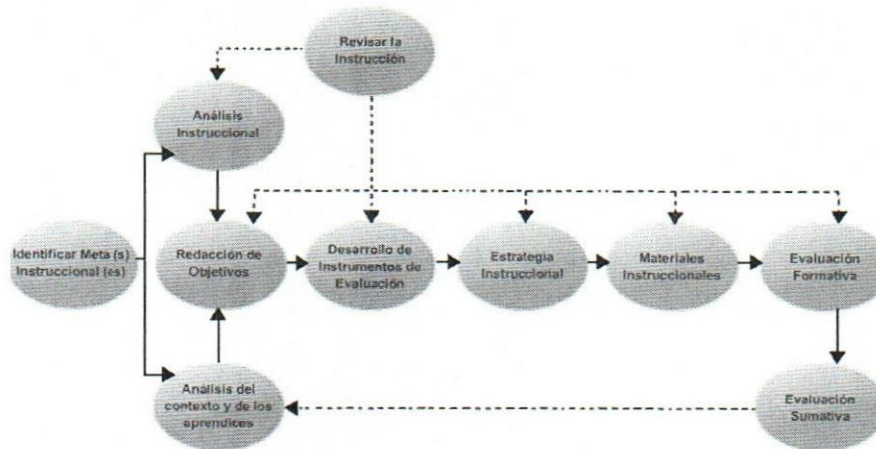 Revisar la
Instrucción
Análisis
Instruccional
Identificar Meta (s)
Instruccional (es)
Redacción de
Objetivos
Desarrollo de
Instrumentos de
Evaluación
Estrategia
Instruccional
Materiales
Instruccionales
Evaluación
Formativa
Análisis del
contexto y de los
aprendices
Evaluación
Sumativa